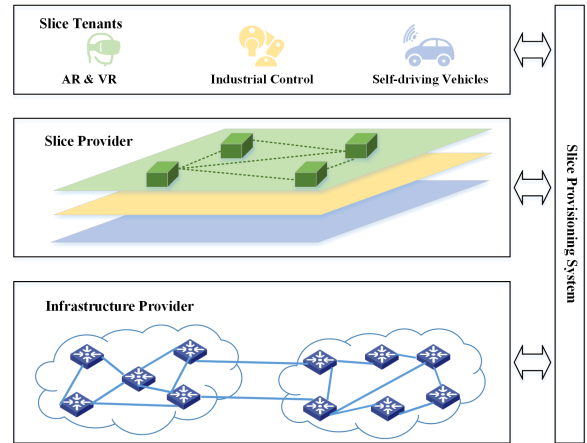 Slice Tenants
AR & VR
Industrial Control
Self-driving Vehicles
Slice Provider
Infrastructure Provider
Slice Provisioning System